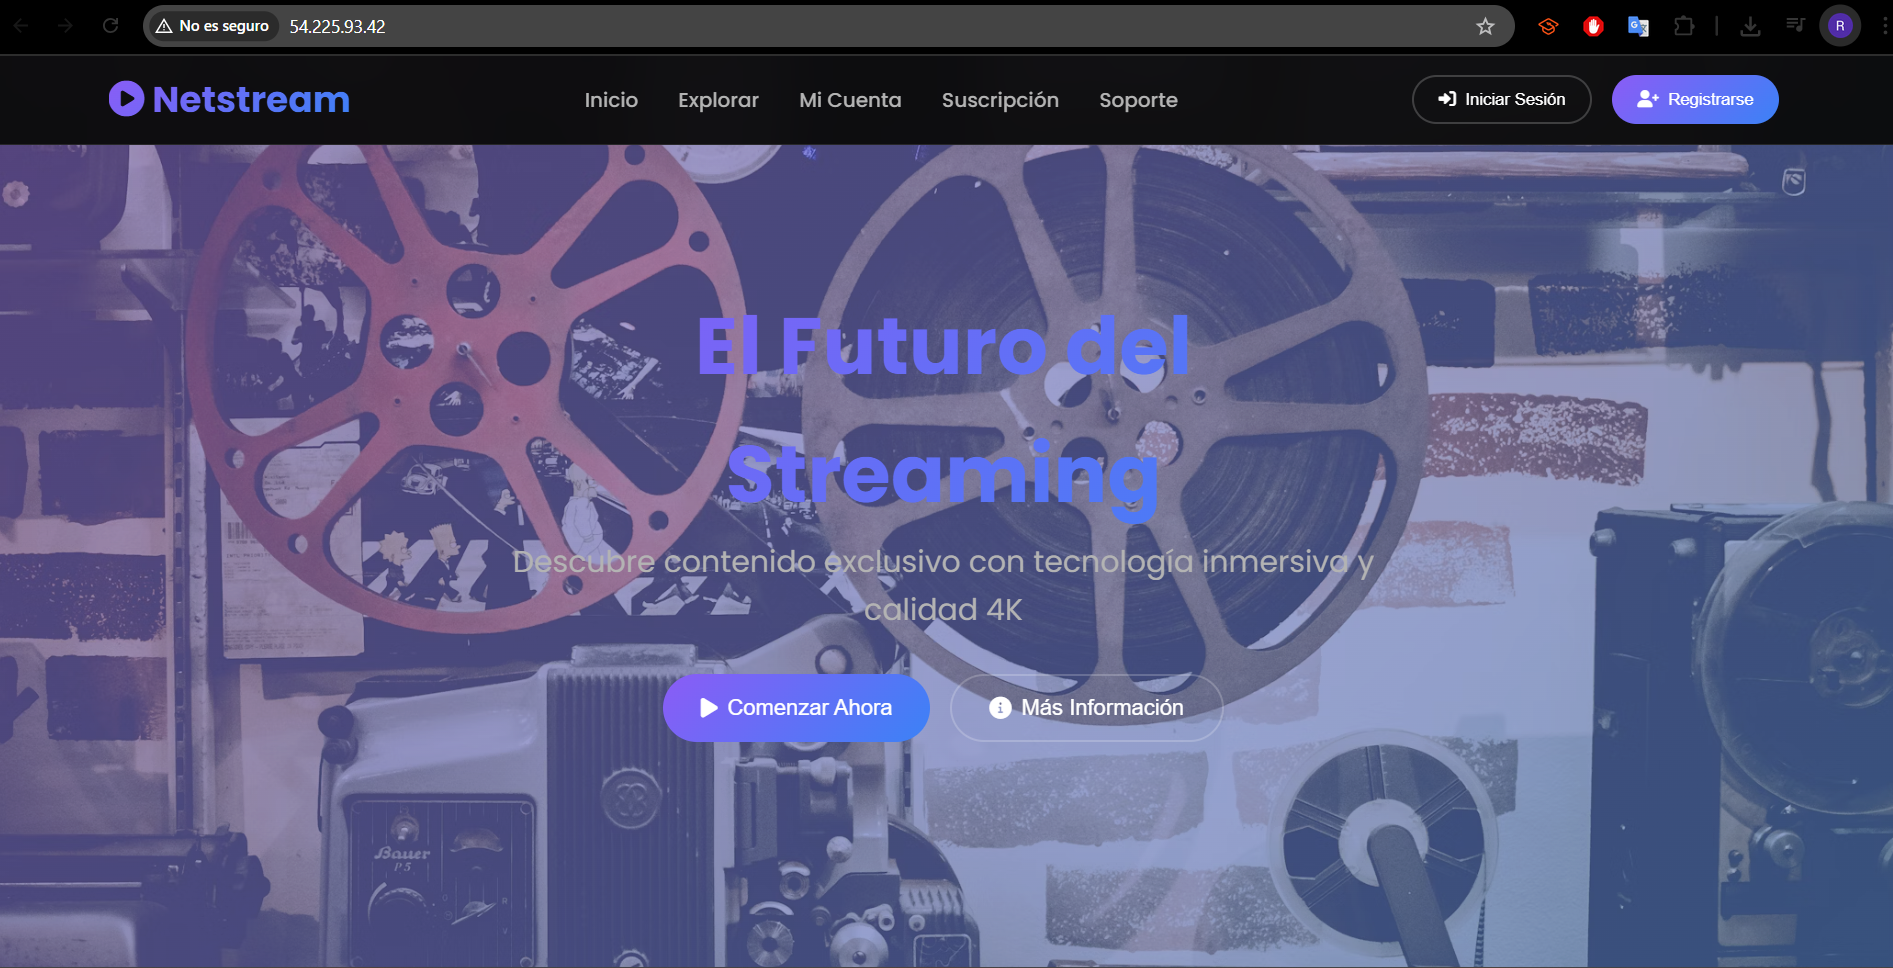 No es seguro
54.225.93.42
R
Netstream
Inicio
Explorar
Mi Cuenta
Suscripción
Soporte
Iniciar Sesión
Registrarse
El Futuro del
Streaming
Descubre contenido exclusivo con tecnología inmersiva y
calidad 4K
Comenzar Ahora
Más Información
Bauer
P5